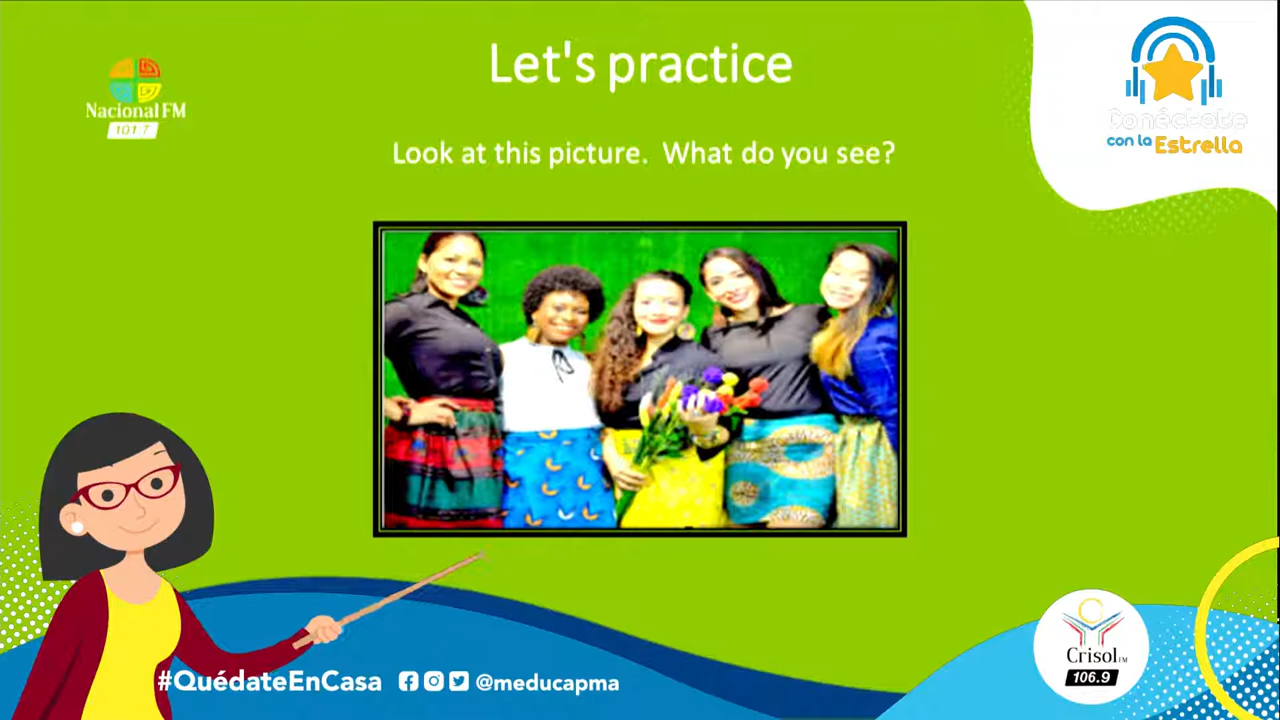 Let's practice
Nacional FM
101.7
Conéctate
con la Estrella
Look at this picture. What do you see?
#QuédateEnCasa
@meducapma
Crisol FM
106.9